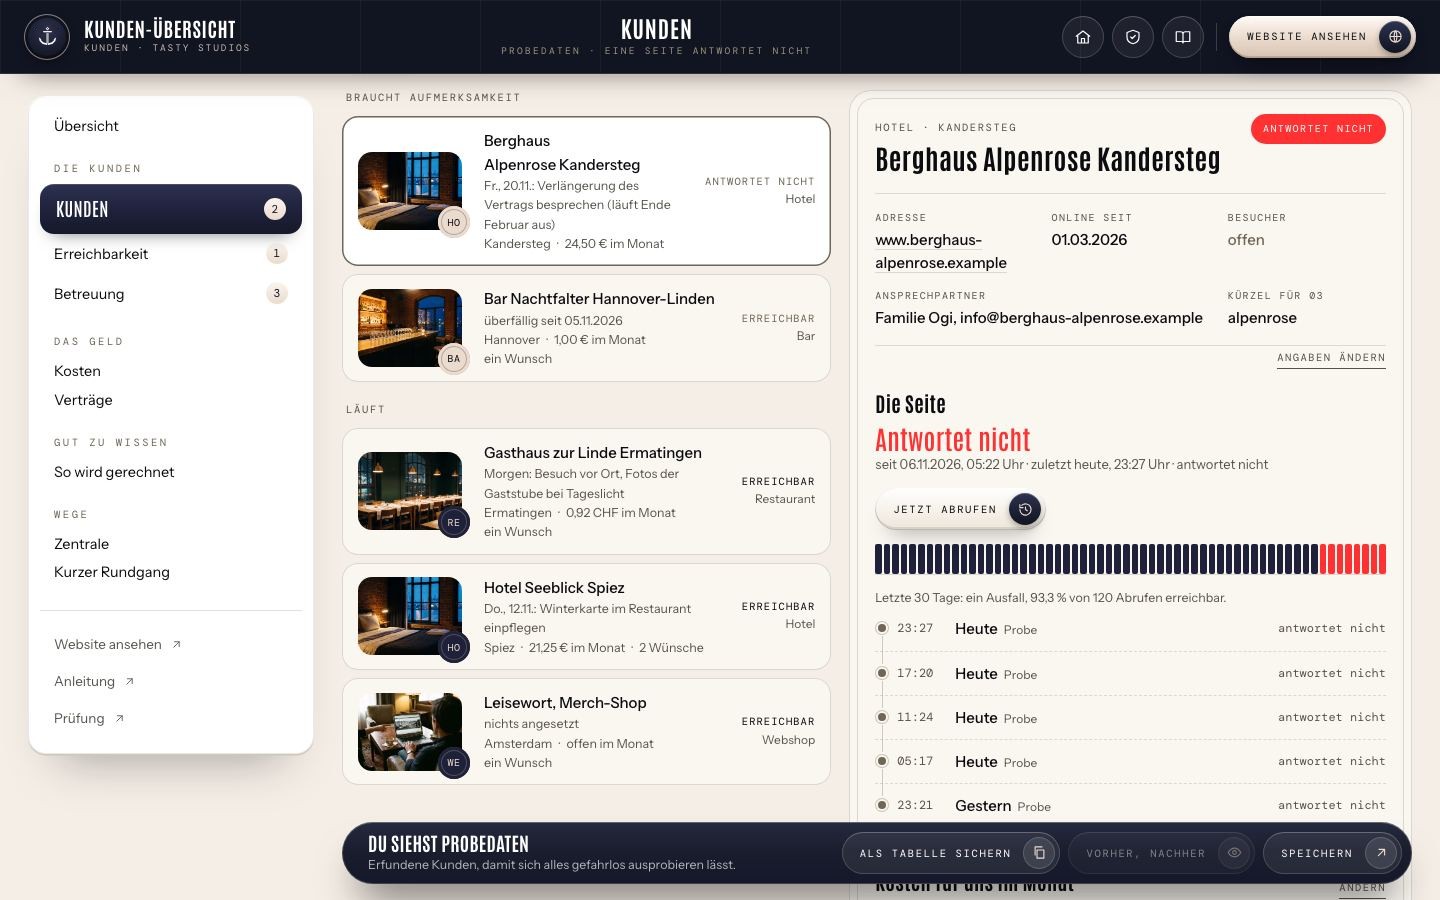 KUNDEN-ÜBERSICHT
KUNDEN · TASTY STUDIOS
KUNDEN
PROBEDATEN · EINE SEITE ANTWORTET NICHT
WEBSITE ANSEHEN
Übersicht
DIE KUNDEN
KUNDEN 2
Erreichbarkeit 1
Betreuung 3
DAS GELD
Kosten
Verträge
GUT ZU WISSEN
So wird gerechnet
WEGE
Zentrale
Kurzer Rundgang
Website ansehen
Anleitung
Prüfung
BRAUCHT AUFMERKSAMKEIT
HO
Berghaus
Alpenrose Kandersteg
Fr., 20.11.: Verlängerung des
Vertrags besprechen (läuft Ende
Februar aus)
Kandersteg · 24,50 € im Monat
ANTWORTET NICHT
Hotel
BA
Bar Nachtfalter Hannover-Linden
überfällig seit 05.11.2026
Hannover · 1,00 € im Monat
ein Wunsch
ERREICHBAR
Bar
LÄUFT
RE
Gasthaus zur Linde Ermatingen
Morgen: Besuch vor Ort, Fotos der
Gaststube bei Tageslicht
Ermatingen · 0,92 CHF im Monat
ein Wunsch
ERREICHBAR
Restaurant
HO
Hotel Seeblick Spiez
Do., 12.11.: Winterkarte im Restaurant
einpflegen
Spiez · 21,25 € im Monat · 2 Wünsche
ERREICHBAR
Hotel
WE
Leisewort, Merch-Shop
nichts angesetzt
Amsterdam · offen im Monat
ein Wunsch
ERREICHBAR
Webshop
HOTEL · KANDERSTEG
ANTWORTET NICHT
Berghaus Alpenrose Kandersteg
ADRESSE
www.berghaus-
alpenrose.example
ONLINE SEIT
01.03.2026
BESUCHER
offen
ANSPRECHPARTNER
Familie Ogi, info@berghaus-alpenrose.example
KÜRZEL FÜR 03
alpenrose
ANGABEN ÄNDERN
Die Seite
Antwortet nicht
seit 06.11.2026, 05:22 Uhr · zuletzt heute, 23:27 Uhr · antwortet nicht
JETZT ABRUFEN
Letzte 30 Tage: ein Ausfall, 93,3 % von 120 Abrufen erreichbar.
23:27 Heute Probe antwortet nicht
17:20 Heute Probe antwortet nicht
11:24 Heute Probe antwortet nicht
05:17 Heute Probe antwortet nicht
23:21 Gestern Probe antwortet nicht
DU SIEHST PROBEDATEN
Erfundene Kunden, damit sich alles gefahrlos ausprobieren lässt.
ALS TABELLE SICHERN
VORHER, NACHHER
SPEICHERN
Kosten für uns im Monat
ÄNDERN